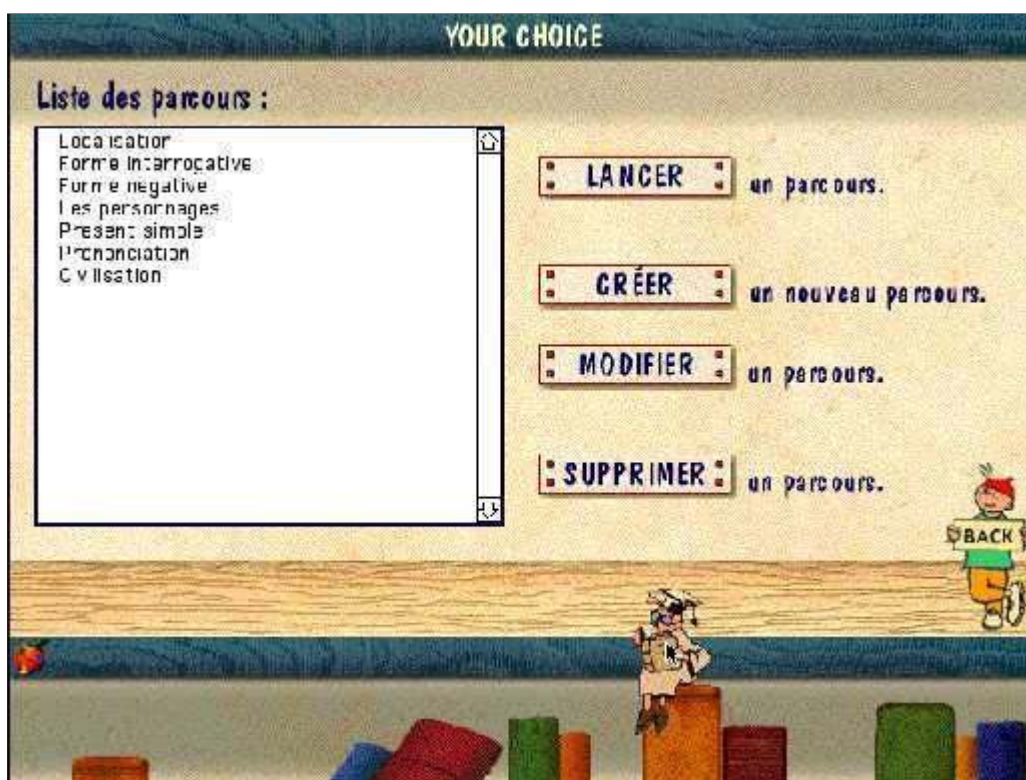 YOUR CHOICE
Liste des parcours :
Localisation
Forme interrogative
Forme négative
Les personnages
Présent simple
Prononciation
Civilisation
LANCER un parcours.
CRÉER un nouveau parcours.
MODIFIER un parcours.
SUPPRIMER un parcours.
BACK